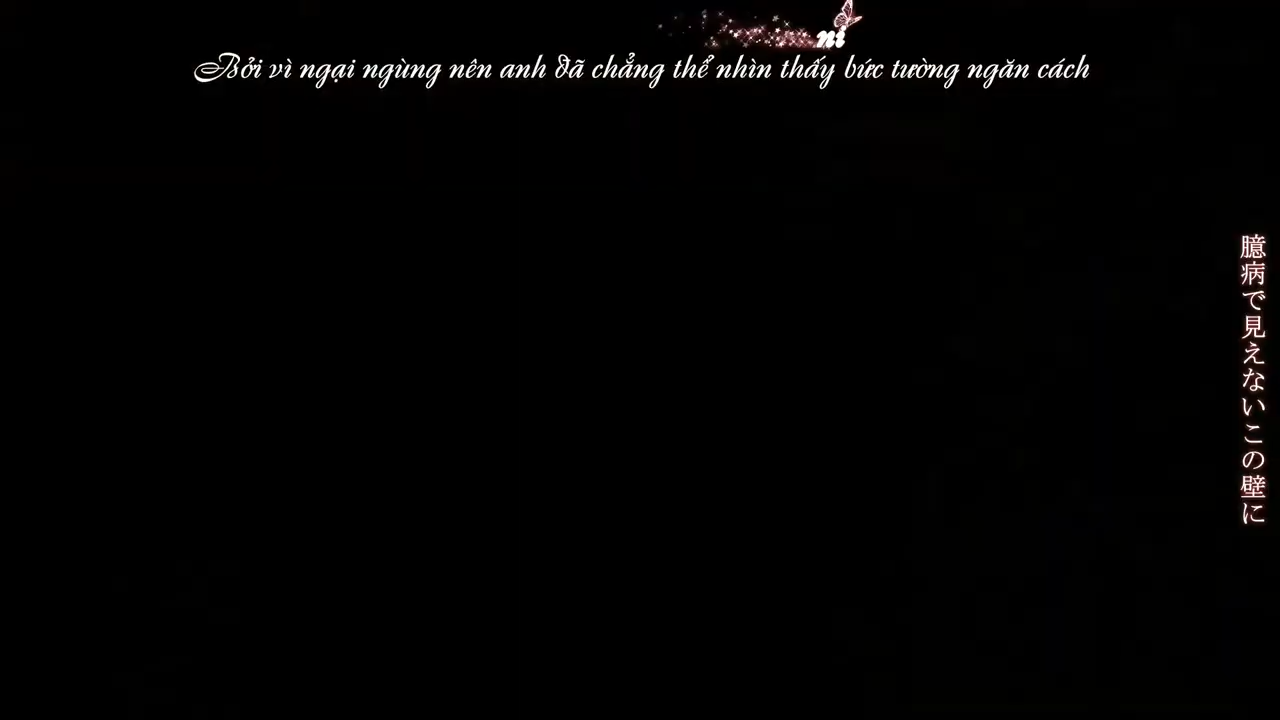 ni
Bởi vì ngại ngùng nên anh đã chẳng thể nhìn thấy bức tường ngăn cách
臆病で見えないこの壁に